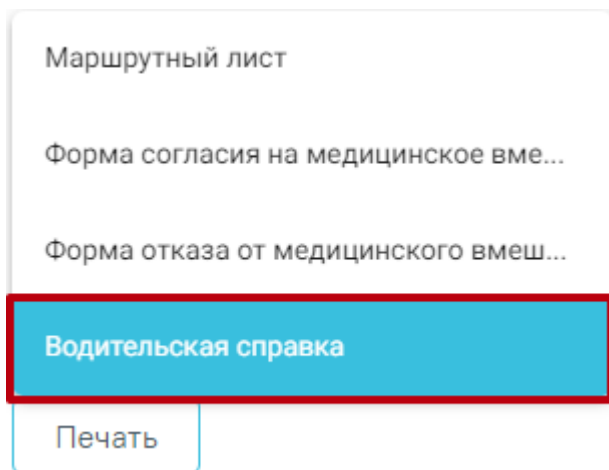 Маршрутный лист
Форма согласия на медицинское вме...
Форма отказа от медицинского вмеш...
Водительская справка
Печать